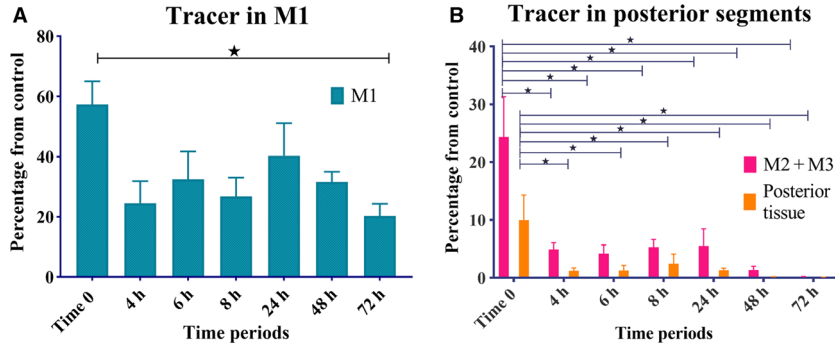 A
Tracer in M1
Percentage from control
80
60
40
20
0
★
M1
Time 0
4 h
6 h
8 h
24 h
48 h
72 h
Time periods
B
Tracer in posterior segments
Percentage from control
40
30
20
10
0
★
★
★
★
★
★
★
★
★
★
★
★
M2 + M3
Posterior
tissue
Time 0
4 h
6 h
8 h
24 h
48 h
72 h
Time periods